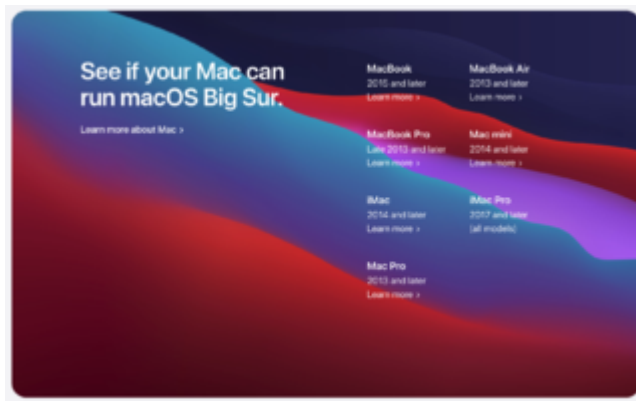 See if your Mac can
run macOS Big Sur.
Learn more about Mac >
MacBook
2015 and later
Learn more >
MacBook Air
2013 and later
Learn more >
MacBook Pro
Late 2013 and later
Learn more >
Mac mini
2014 and later
Learn more >
iMac
2014 and later
Learn more >
iMac Pro
2017 and later
(all models)
Mac Pro
2013 and later
Learn more >